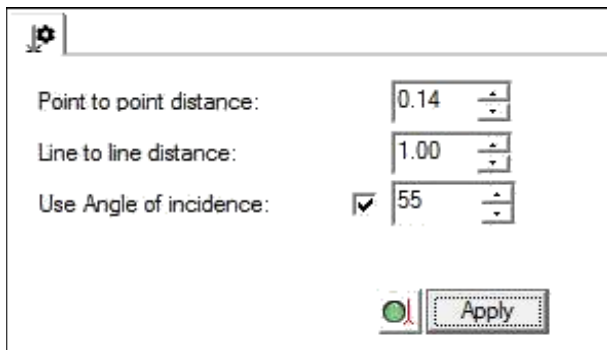 Point to point distance: 0.14
Line to line distance: 1.00
Use Angle of incidence: 55
Apply